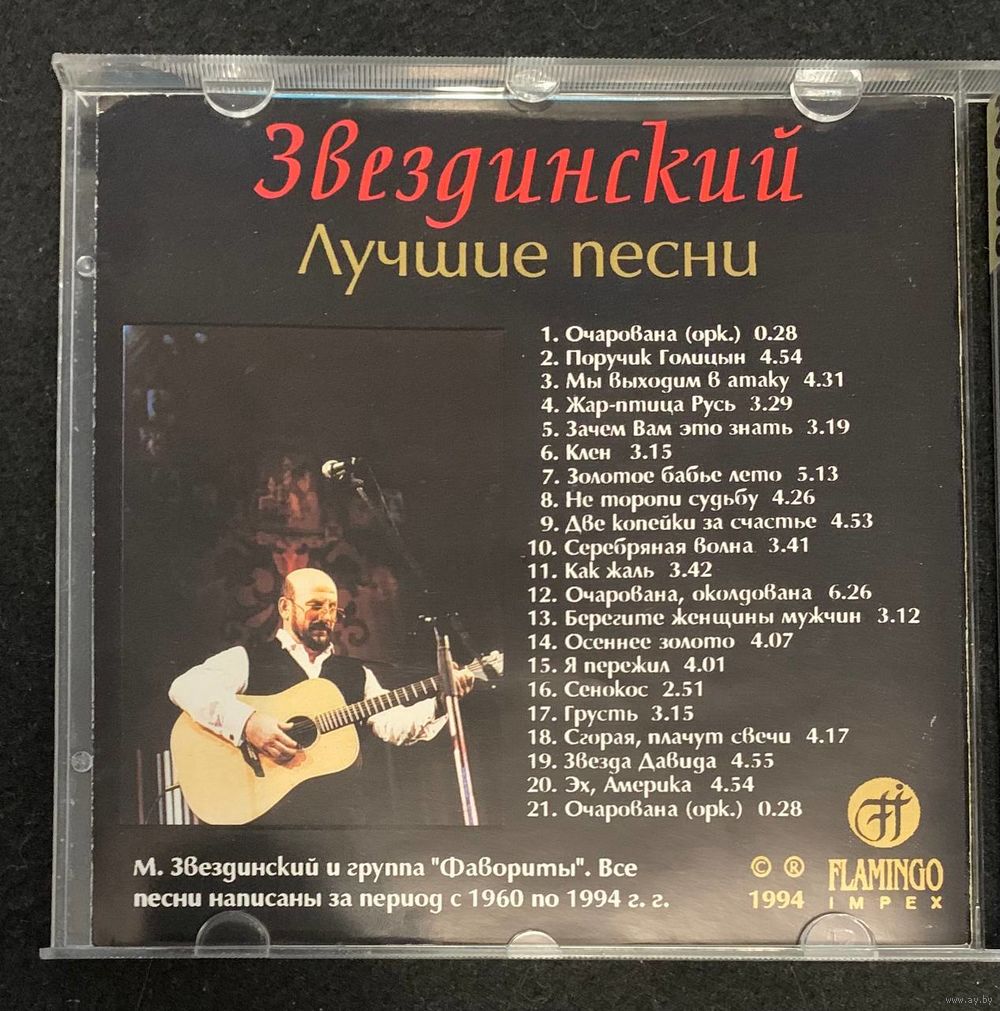 Звездинский
Лучшие песни
1. Очарована (орк.) 0.28
2. Поручик Голицын 4.54
3. Мы выходим в атаку 4.31
4. Жар-птица Русь 3.29
5. Зачем Вам это знать 3.19
6. Клен 3.15
7. Золотое бабье лето 5.13
8. Не торопи судьбу 4.26
9. Две копейки за счастье 4.53
10. Серебряная волна 3.41
11. Как жаль 3.42
12. Очарована, околдована 6.26
13. Берегите женщины мужчин 3.12
14. Осеннее золото 4.07
15. Я пережил 4.01
16. Сенокос 2.51
17. Грусть 3.15
18. Сгорая, плачут свечи 4.17
19. Звезда Давида 4.55
20. Эх, Америка 4.54
21. Очарована (орк.) 0.28
М. Звездинский и группа "Фавориты". Все
песни написаны за период с 1960 по 1994 г. г.
© ®
1994
FLAMINGO
IMPEX
www.ay.by